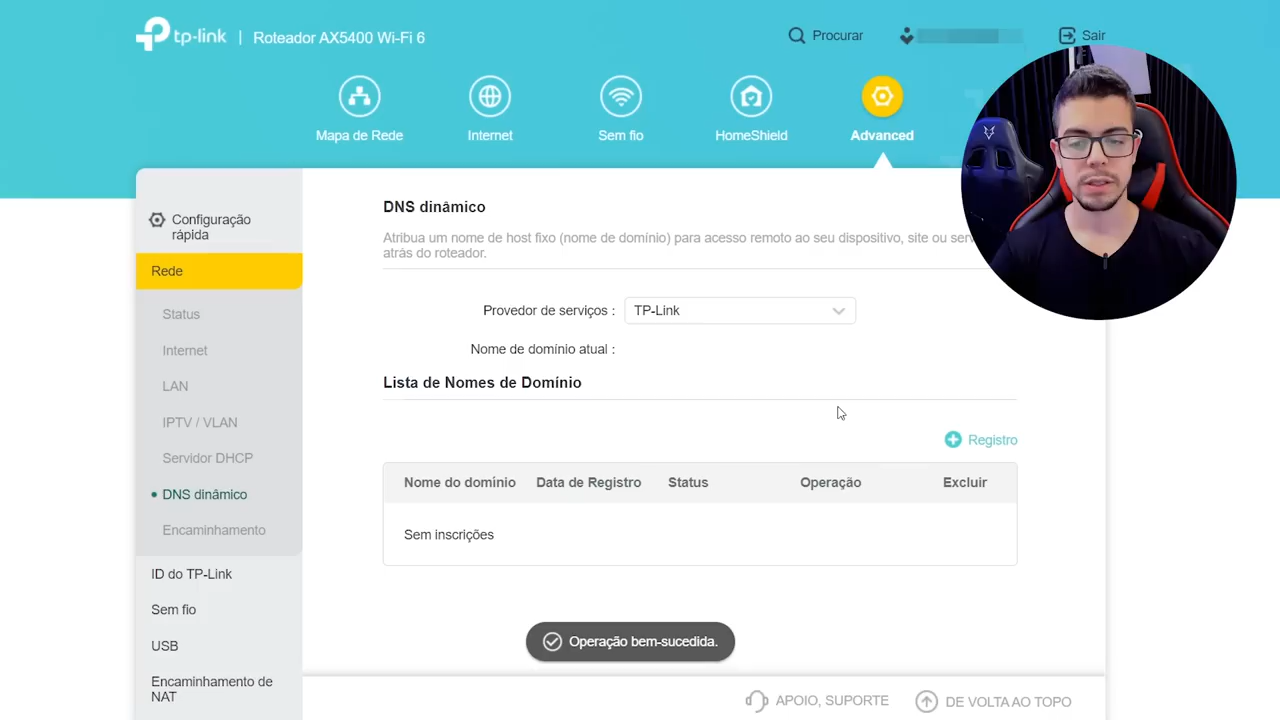 tp-link | Roteador AX5400 Wi-Fi 6
Procurar
Sair
Mapa de Rede
Internet
Sem fio
HomeShield
Advanced
Configuração
rápida
Rede
Status
Internet
LAN
IPTV / VLAN
Servidor DHCP
DNS dinâmico
Encaminhamento
ID do TP-Link
Sem fio
USB
Encaminhamento de
NAT
DNS dinâmico
Atribua um nome de host fixo (nome de domínio) para acesso remoto ao seu dispositivo, site ou
atrás do roteador.
Provedor de serviços : TP-Link
Nome de domínio atual :
Lista de Nomes de Domínio
Registro
Nome do domínio Data de Registro Status Operação Excluir
Sem inscrições
Operação bem-sucedida.
APOIO, SUPORTE
DE VOLTA AO TOPO